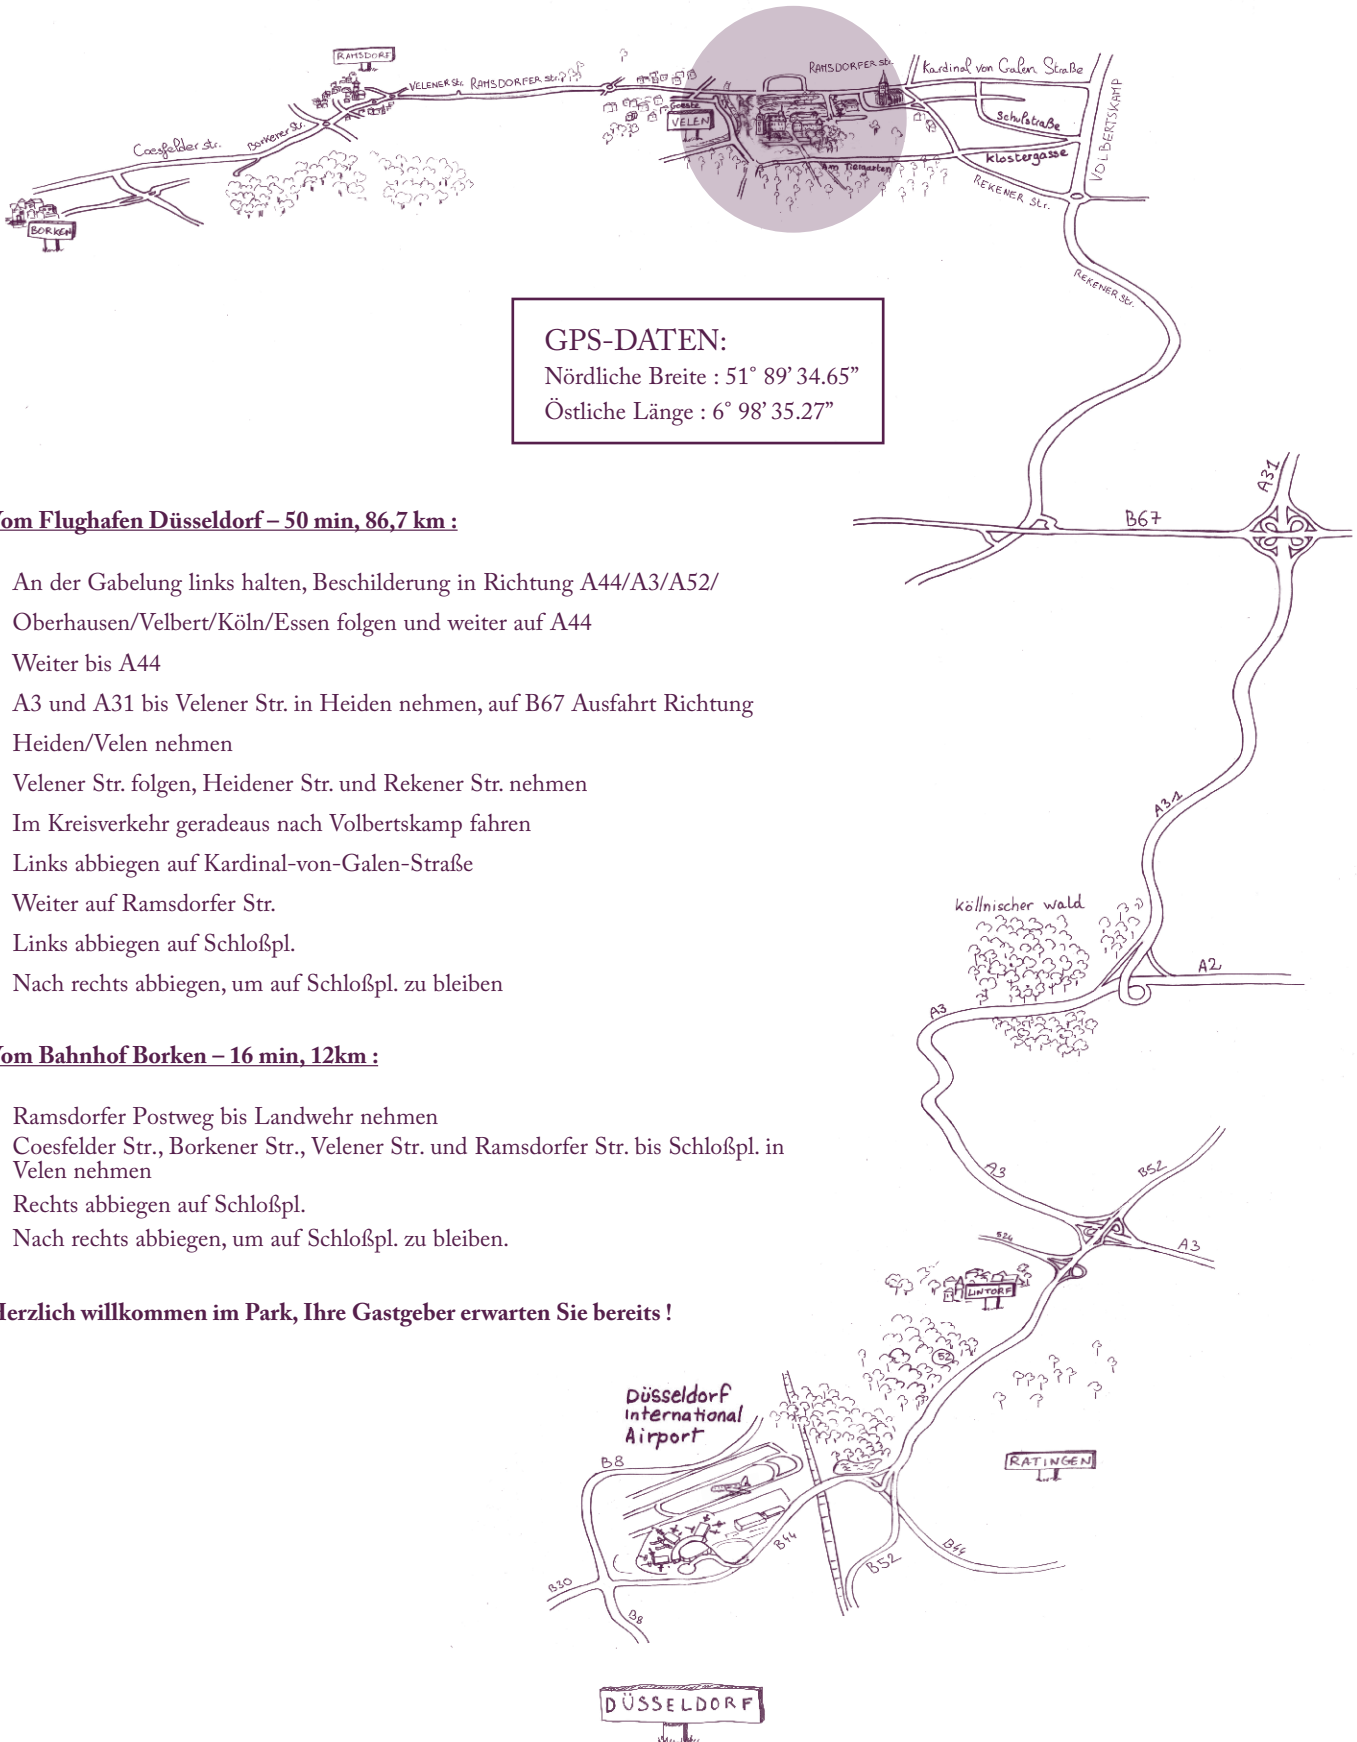 RAMSDORF
VELENER Str. RAMSDORFER Str.
RAMSDORFER Str.
Kardinal von Galen Straße
VOLBERTSKAMP
Schußstraße
Klostergasse
VELEN
Am Tiergarten
REKENER Str.
Coesfelder Str.
Borkener Str.
BORKEN
REKENER Str.
GPS-DATEN:
Nördliche Breite : 51° 89’ 34.65”
Östliche Länge : 6° 98’ 35.27”
A31
B67
om Flughafen Düsseldorf – 50 min, 86,7 km :
An der Gabelung links halten, Beschilderung in Richtung A44/A3/A52/
Oberhausen/Velbert/Köln/Essen folgen und weiter auf A44
Weiter bis A44
A3 und A31 bis Velener Str. in Heiden nehmen, auf B67 Ausfahrt Richtung
Heiden/Velen nehmen
Velener Str. folgen, Heidener Str. und Rekener Str. nehmen
Im Kreisverkehr geradeaus nach Volbertskamp fahren
Links abbiegen auf Kardinal-von-Galen-Straße
Weiter auf Ramsdorfer Str.
Links abbiegen auf Schloßpl.
Nach rechts abbiegen, um auf Schloßpl. zu bleiben
A31
köllnischer wald
A2
A3
om Bahnhof Borken – 16 min, 12km :
Ramsdorfer Postweg bis Landwehr nehmen
Coesfelder Str., Borkener Str., Velener Str. und Ramsdorfer Str. bis Schloßpl. in
Velen nehmen
Rechts abbiegen auf Schloßpl.
Nach rechts abbiegen, um auf Schloßpl. zu bleiben.
A3
B52
524
A3
LINTORF
Herzlich willkommen im Park, Ihre Gastgeber erwarten Sie bereits !
52
Düsseldorf
International
Airport
RATINGEN
B8
B44
B52
B44
B30
B8
DÜSSELDORF